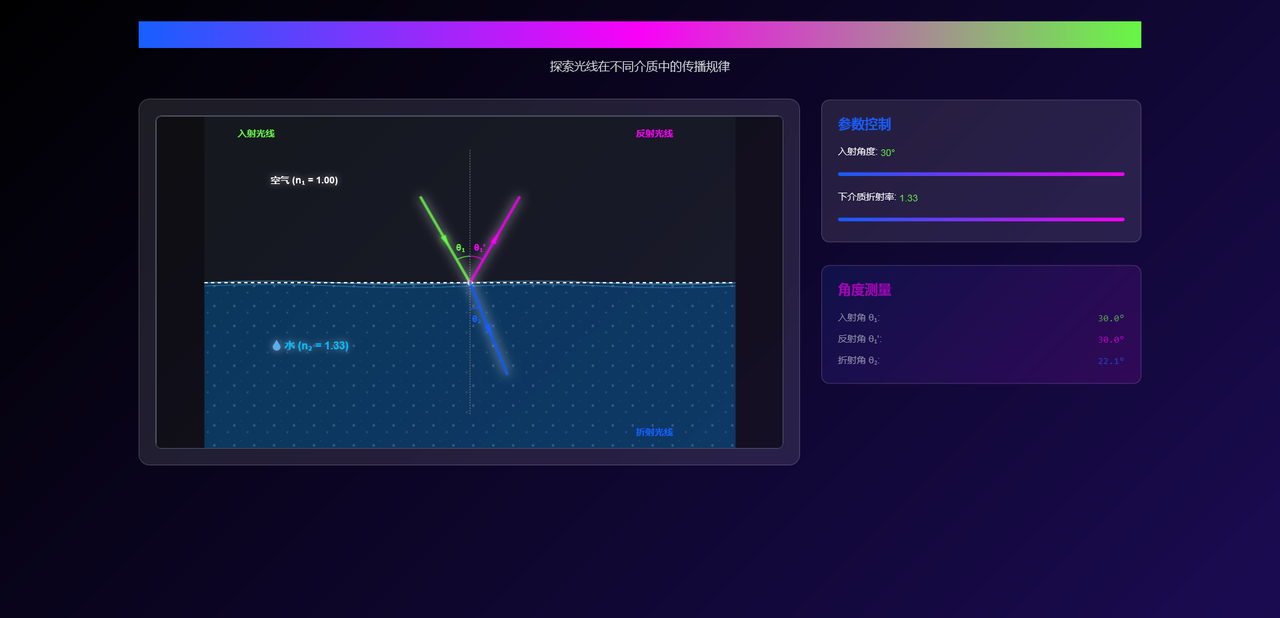 探索光线在不同介质中的传播规律
入射光线
反射光线
空气 (n₁ = 1.00)
θ₁
θ₁'
θ₂
💧 水 (n₂ = 1.33)
折射光线
参数控制
入射角度: 30°
下介质折射率: 1.33
角度测量
入射角 θ₁: 30.0°
反射角 θ₁': 30.0°
折射角 θ₂: 22.1°